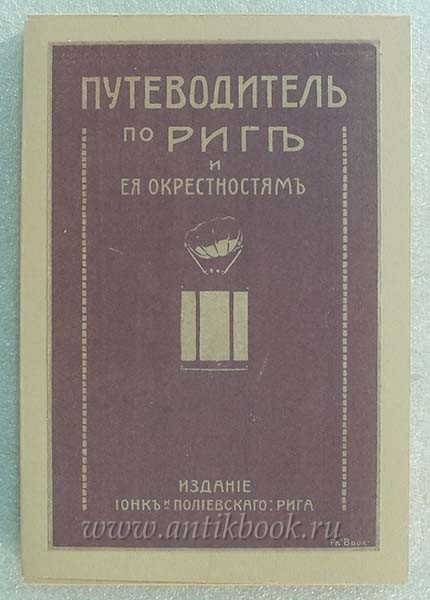 ПУТЕВОДИТЕЛЬ
ПО РИГѢ
И
ЕЯ ОКРЕСТНОСТЯМЪ
ИЗДАНІЕ
ІОНКЪ И ПОЛІЕВСКАГО: РИГА
www.antikbook.ru